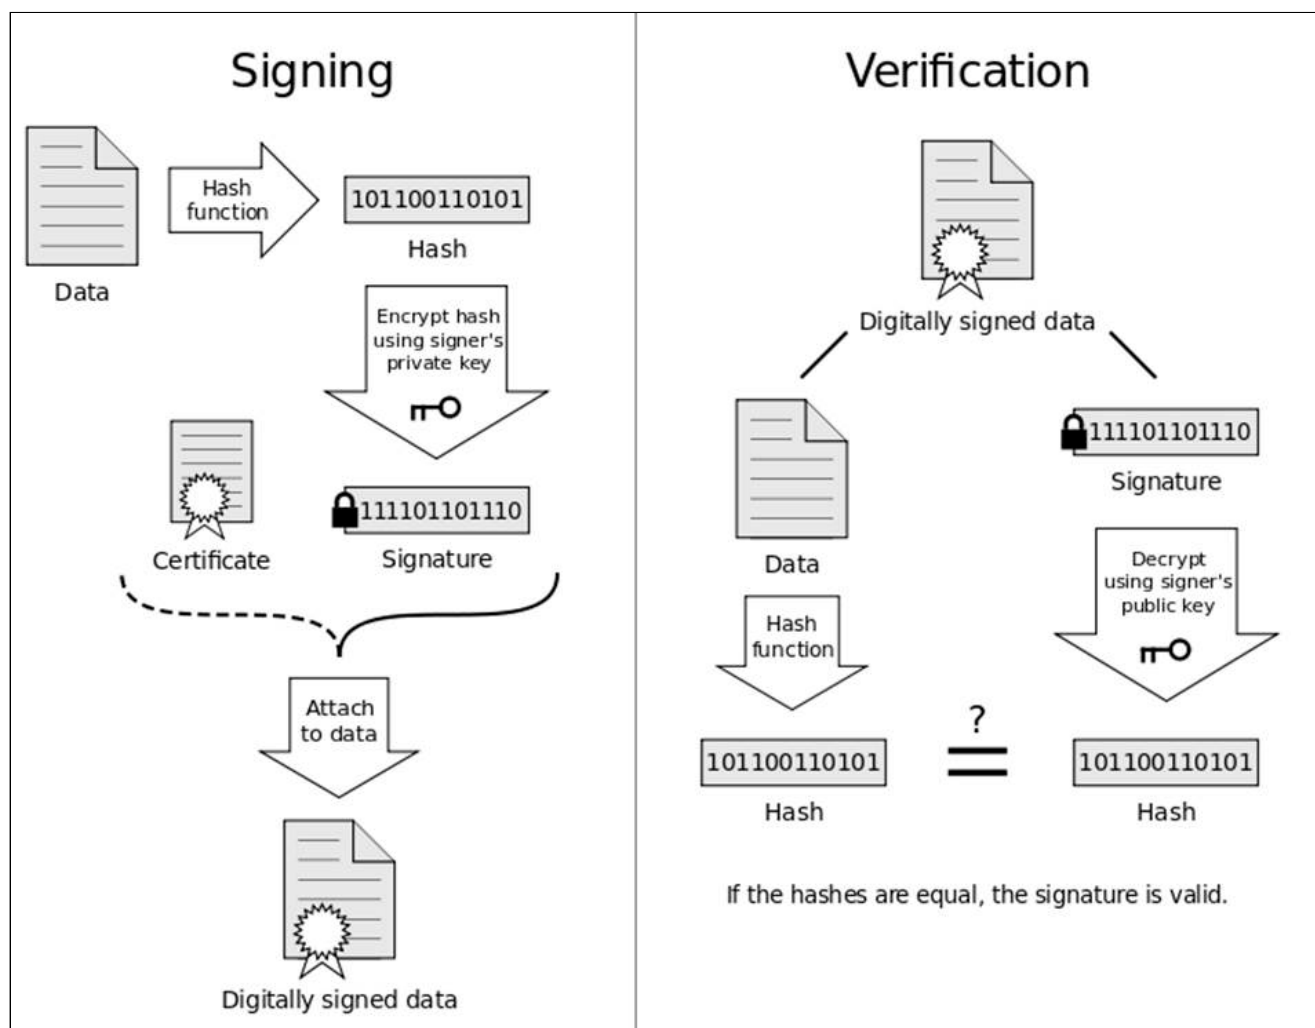 Signing
Hash
function
101100110101
Hash
Data
Encrypt hash
using signer's
private key
111101101110
Certificate
Signature
Attach
to data
Digitally signed data
Verification
Digitally signed data
111101101110
Signature
Data
Decrypt
using signer's
public key
Hash
function
?
101100110101
101100110101
Hash
Hash
If the hashes are equal, the signature is valid.